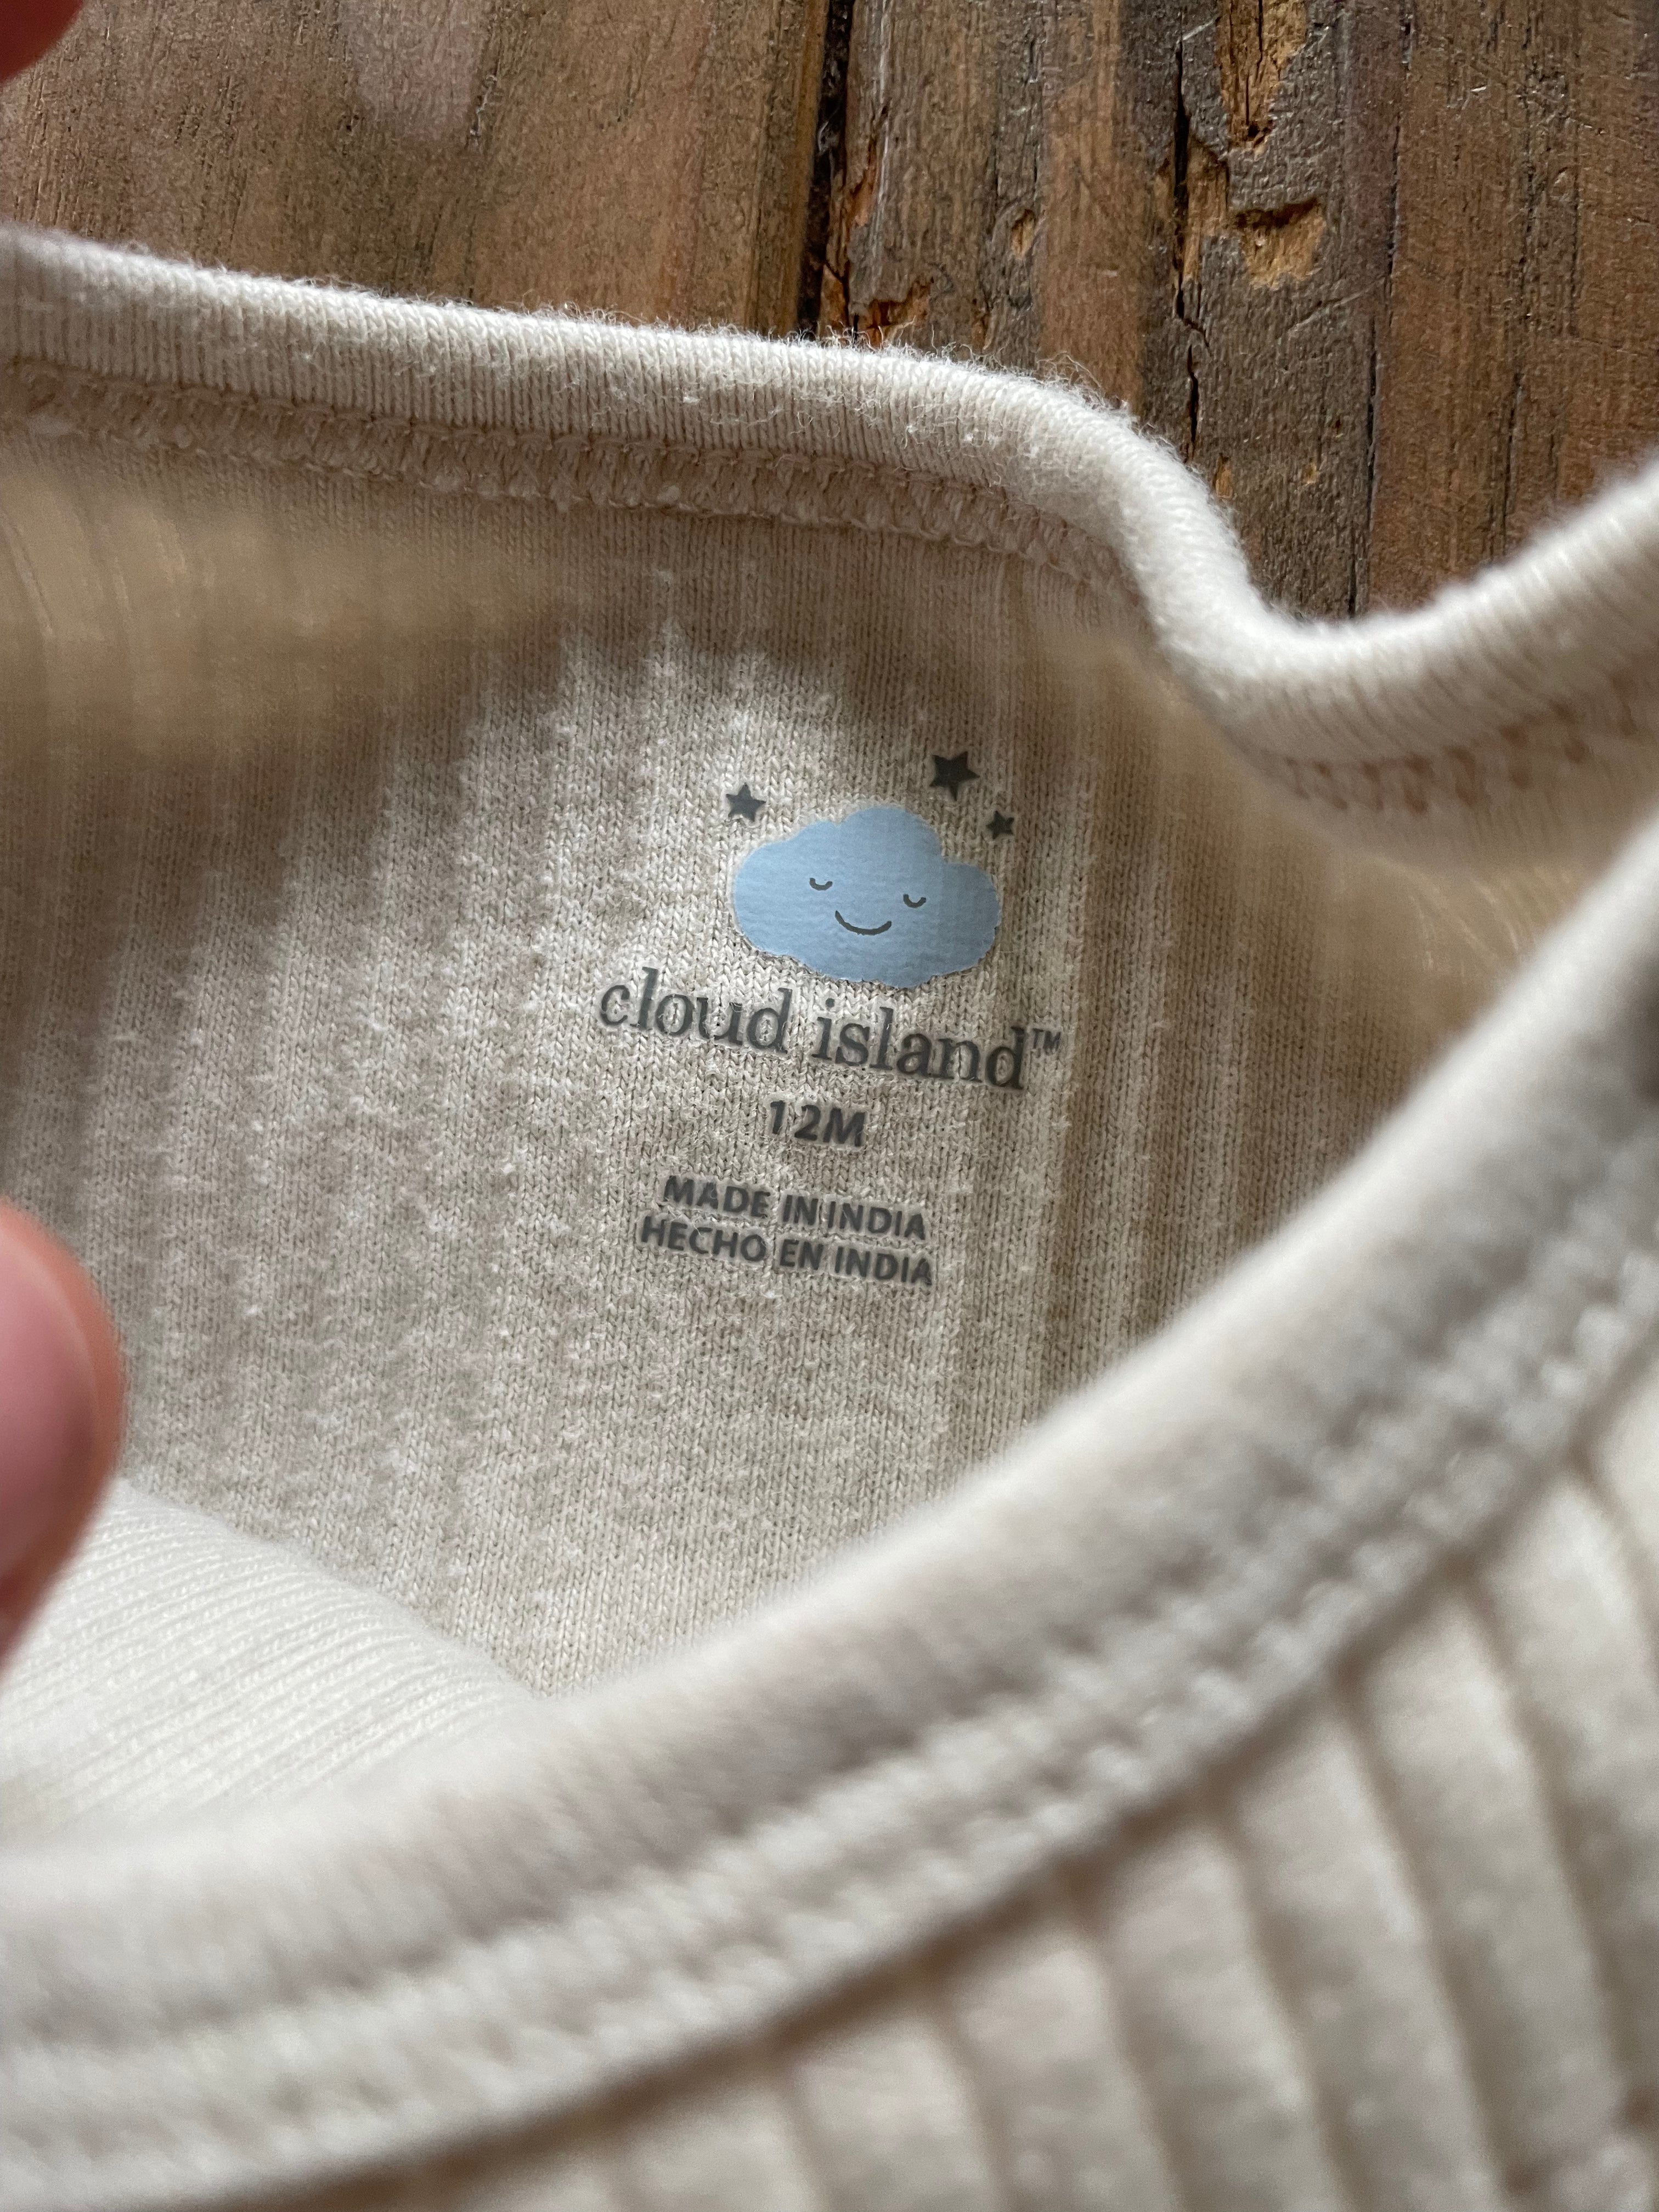 cloud island™
12M
MADE IN INDIA
HECHO EN INDIA